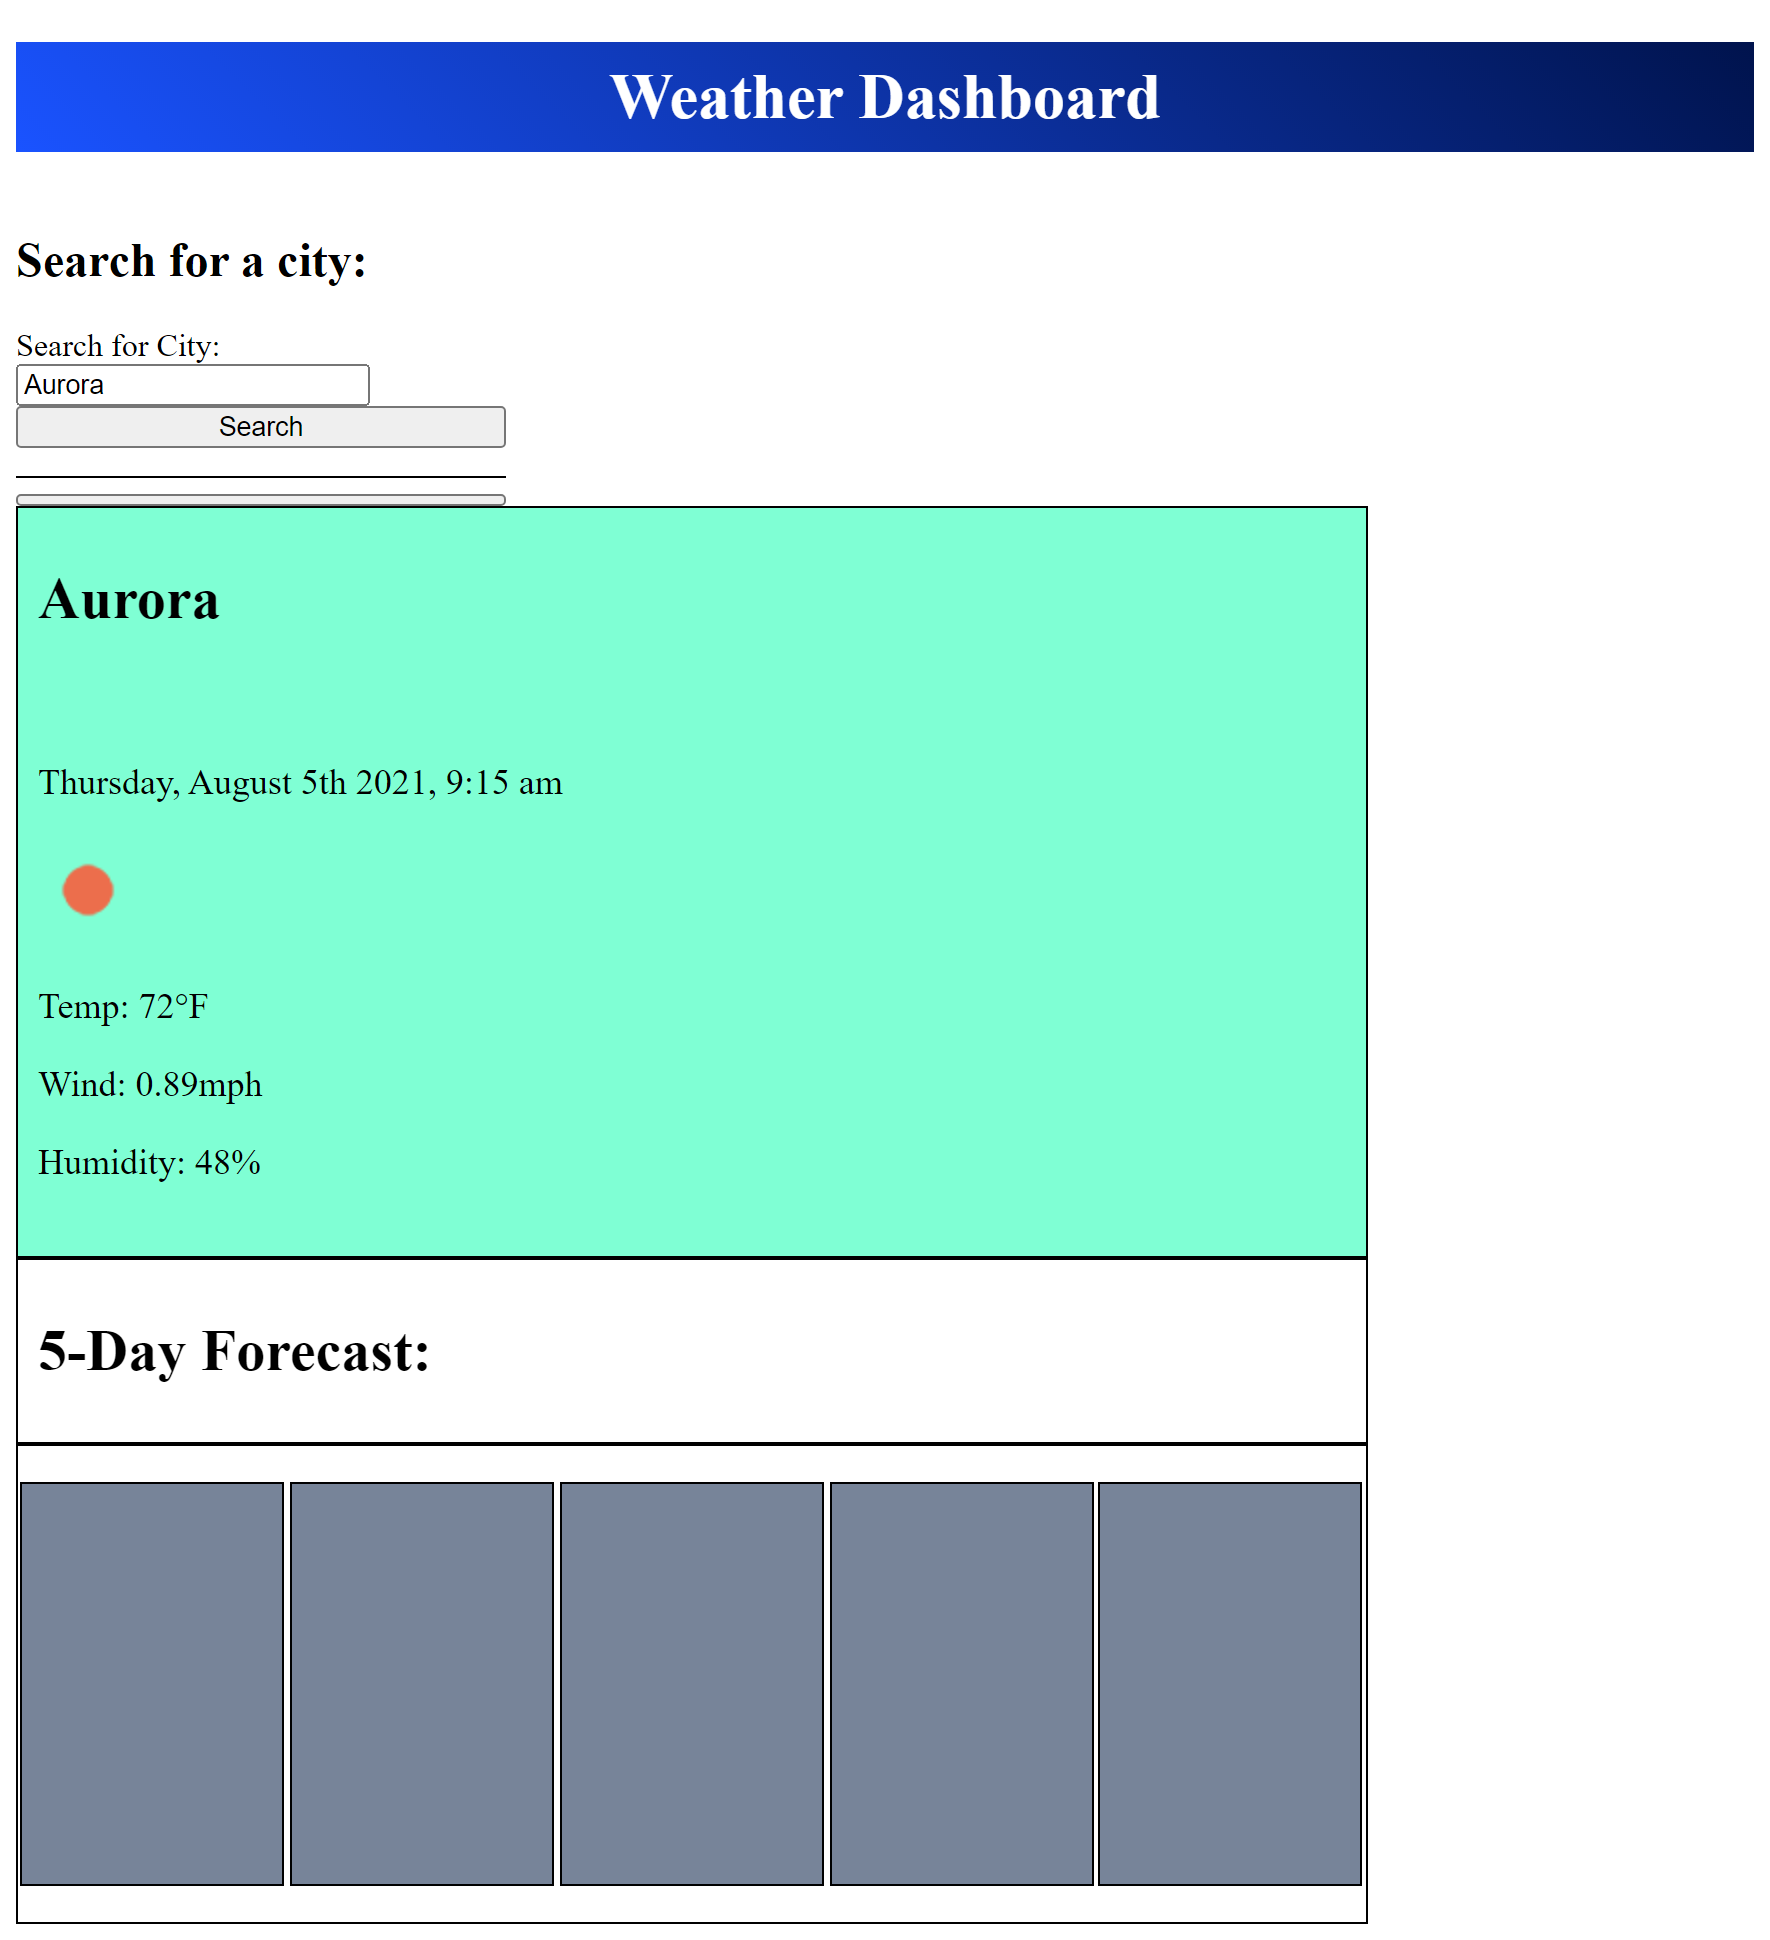 Weather Dashboard
Search for a city:
Search for City:
Aurora
Search
Aurora
Thursday, August 5th 2021, 9:15 am
Temp: 72°F
Wind: 0.89mph
Humidity: 48%
5-Day Forecast: